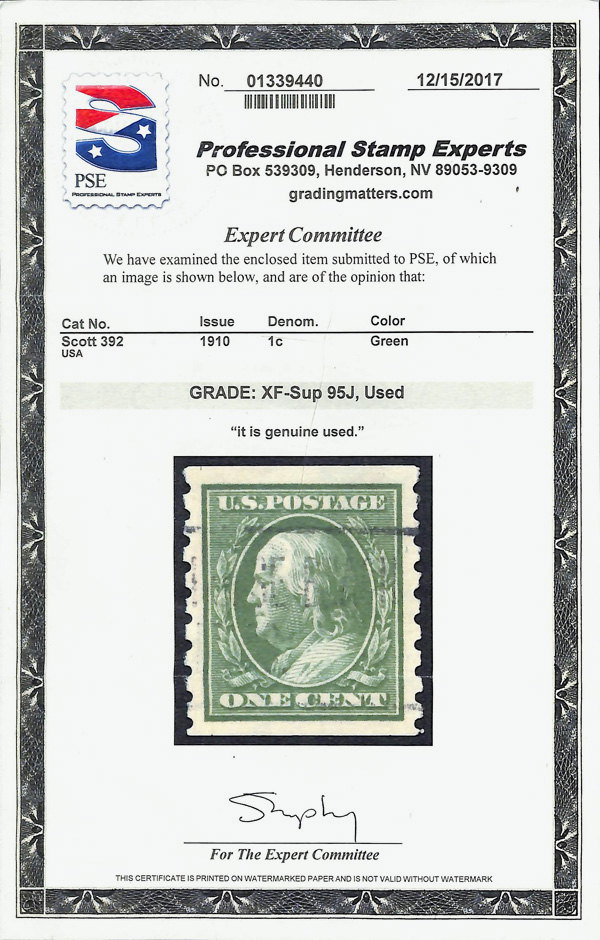 No. 01339440 12/15/2017
PSE
PROFESSIONAL STAMP EXPERTS
Professional Stamp Experts
PO Box 539309, Henderson, NV 89053-9309
gradingmatters.com
Expert Committee
We have examined the enclosed item submitted to PSE, of which
an image is shown below, and are of the opinion that:
Cat No. Issue Denom. Color
Scott 392 1910 1c Green
USA
GRADE: XF-Sup 95J, Used
“it is genuine used.”
U.S. POSTAGE
ONE CENT
For The Expert Committee
THIS CERTIFICATE IS PRINTED ON WATERMARKED PAPER AND IS NOT VALID WITHOUT WATERMARK